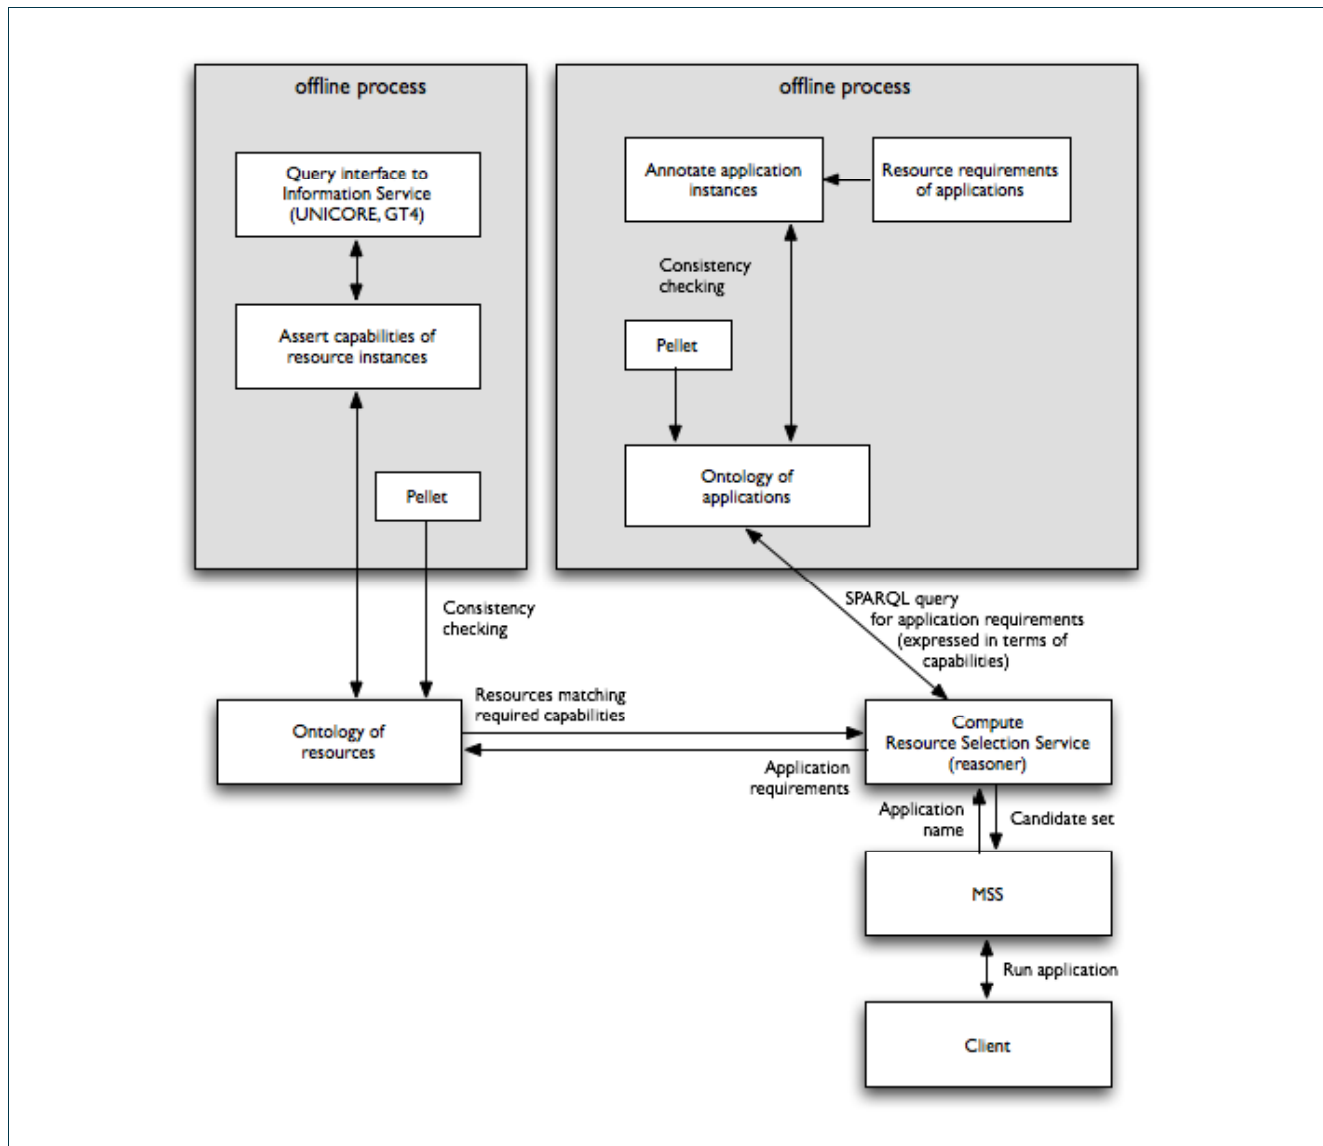 offline process
Query interface to
Information Service
(UNICORE, GT4)
Assert capabilities of
resource instances
Pellet
Consistency
checking
offline process
Annotate application
instances
Resource requirements
of applications
Consistency
checking
Pellet
Ontology of
applications
SPARQL query
for application requirements
(expressed in terms of
capabilities)
Ontology of
resources
Resources matching
required capabilities
Application
requirements
Compute
Resource Selection Service
(reasoner)
Application
name
Candidate set
MSS
Run application
Client